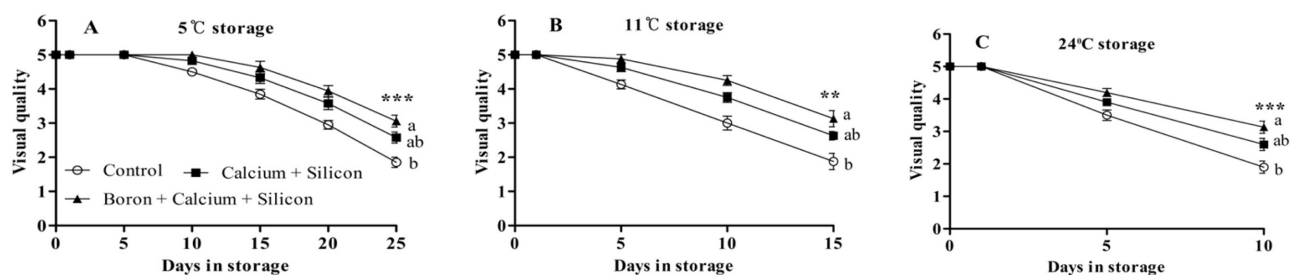 A 5℃ storage
Visual quality
6
5
4
3
2
1
0
***
a
ab
b
Control
Calcium + Silicon
Boron + Calcium + Silicon
0 5 10 15 20 25
Days in storage
B 11℃ storage
Visual quality
6
5
4
3
2
1
0
**
a
ab
b
0 5 10 15
Days in storage
C 24⁰C storage
Visual quality
6
5
4
3
2
1
0
***
a
ab
b
0 5 10
Days in storage